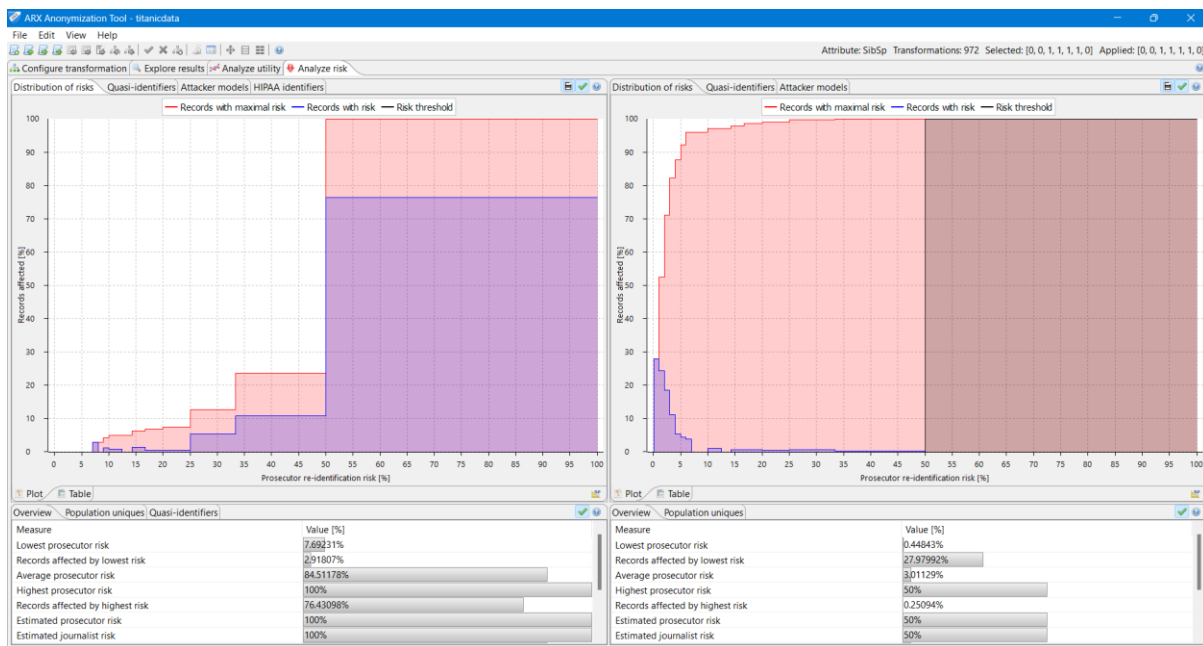 ARX Anonymization Tool - titanicdata
File Edit View Help
Attribute: SibSp Transformations: 972 Selected: [0, 0, 1, 1, 1, 1, 0] Applied: [0, 0, 1, 1, 1, 1, 0]
Configure transformation Explore results Analyze utility Analyze risk
Distribution of risks Quasi-identifiers Attacker models HIPAA identifiers
Records with maximal risk Records with risk Risk threshold
100
90
80
70
60
50
40
30
20
10
0
Records affected [%]
0 5 10 15 20 25 30 35 40 45 50 55 60 65 70 75 80 85 90 95 100
Prosecutor re-identification risk [%]
Plot Table
Overview Population uniques Quasi-identifiers
Measure Value [%]
Lowest prosecutor risk 7.69231%
Records affected by lowest risk 2.91807%
Average prosecutor risk 84.51178%
Highest prosecutor risk 100%
Records affected by highest risk 76.43098%
Estimated prosecutor risk 100%
Estimated journalist risk 100%
Distribution of risks Quasi-identifiers Attacker models
Records with maximal risk Records with risk Risk threshold
100
90
80
70
60
50
40
30
20
10
0
Records affected [%]
0 5 10 15 20 25 30 35 40 45 50 55 60 65 70 75 80 85 90 95 100
Prosecutor re-identification risk [%]
Plot Table
Overview Population uniques
Measure Value [%]
Lowest prosecutor risk 0.44843%
Records affected by lowest risk 27.97992%
Average prosecutor risk 3.01129%
Highest prosecutor risk 50%
Records affected by highest risk 0.25094%
Estimated prosecutor risk 50%
Estimated journalist risk 50%